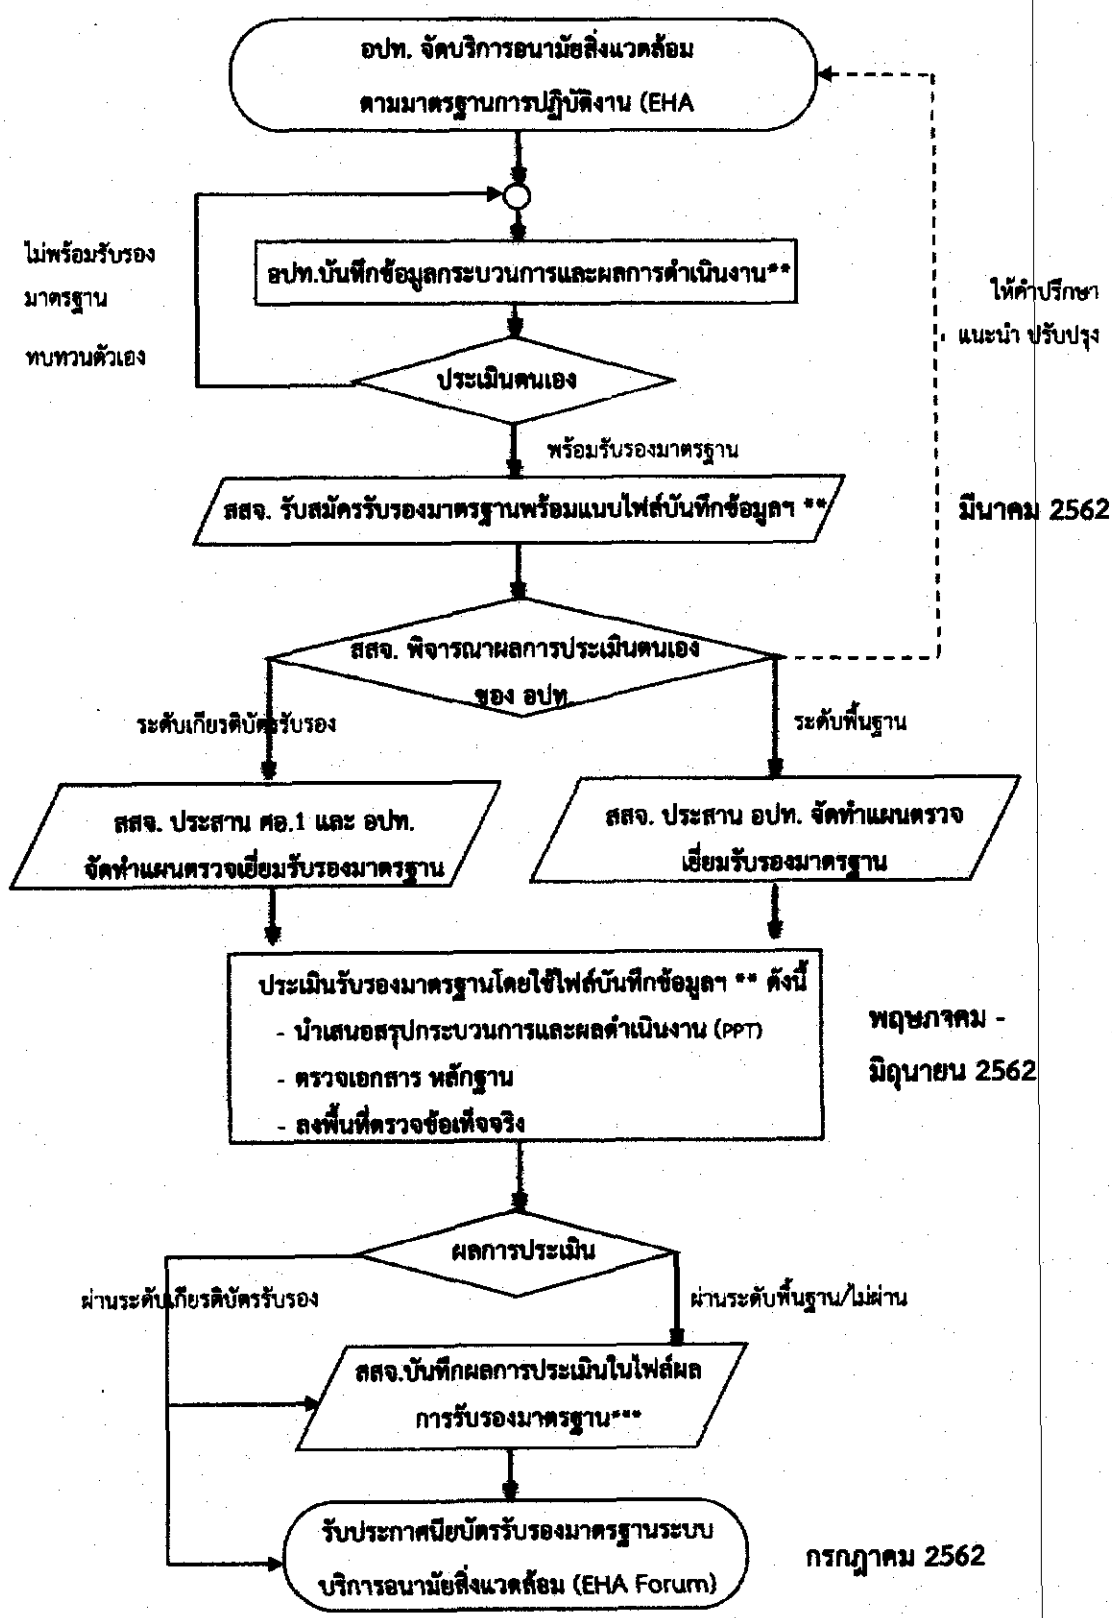 อปท. จัดบริการอนามัยสิ่งแวดล้อม
ตามมาตรฐานการปฏิบัติงาน (EHA
ไม่พร้อมรับรอง
มาตรฐาน
ทบทวนตัวเอง
อปท.บันทึกข้อมูลกระบวนการและผลการดำเนินงาน**
ให้คำปรึกษา
แนะนำ ปรับปรุง
ประเมินตนเอง
พร้อมรับรองมาตรฐาน
สสจ. รับสมัครรับรองมาตรฐานพร้อมแนบไฟล์บันทึกข้อมูลฯ **
มีนาคม 2562
สสจ. พิจารณาผลการประเมินตนเอง
ของ อปท.
ระดับเกียรติบัตรรับรอง
ระดับพื้นฐาน
สสจ. ประสาน ศอ.1 และ อปท.
จัดทำแผนตรวจเยี่ยมรับรองมาตรฐาน
สสจ. ประสาน อปท. จัดทำแผนตรวจ
เยี่ยมรับรองมาตรฐาน
ประเมินรับรองมาตรฐานโดยใช้ไฟล์บันทึกข้อมูลฯ ** ดังนี้
- นำเสนอสรุปกระบวนการและผลดำเนินงาน (PPT)
- ตรวจเอกสาร หลักฐาน
- ลงพื้นที่ตรวจข้อเท็จจริง
พฤษภาคม -
มิถุนายน 2562
ผลการประเมิน
ผ่านระดับเกียรติบัตรรับรอง
ผ่านระดับพื้นฐาน/ไม่ผ่าน
สสจ.บันทึกผลการประเมินในไฟล์ผล
การรับรองมาตรฐาน***
รับประกาศนียบัตรรับรองมาตรฐานระบบ
บริการอนามัยสิ่งแวดล้อม (EHA Forum)
กรกฎาคม 2562